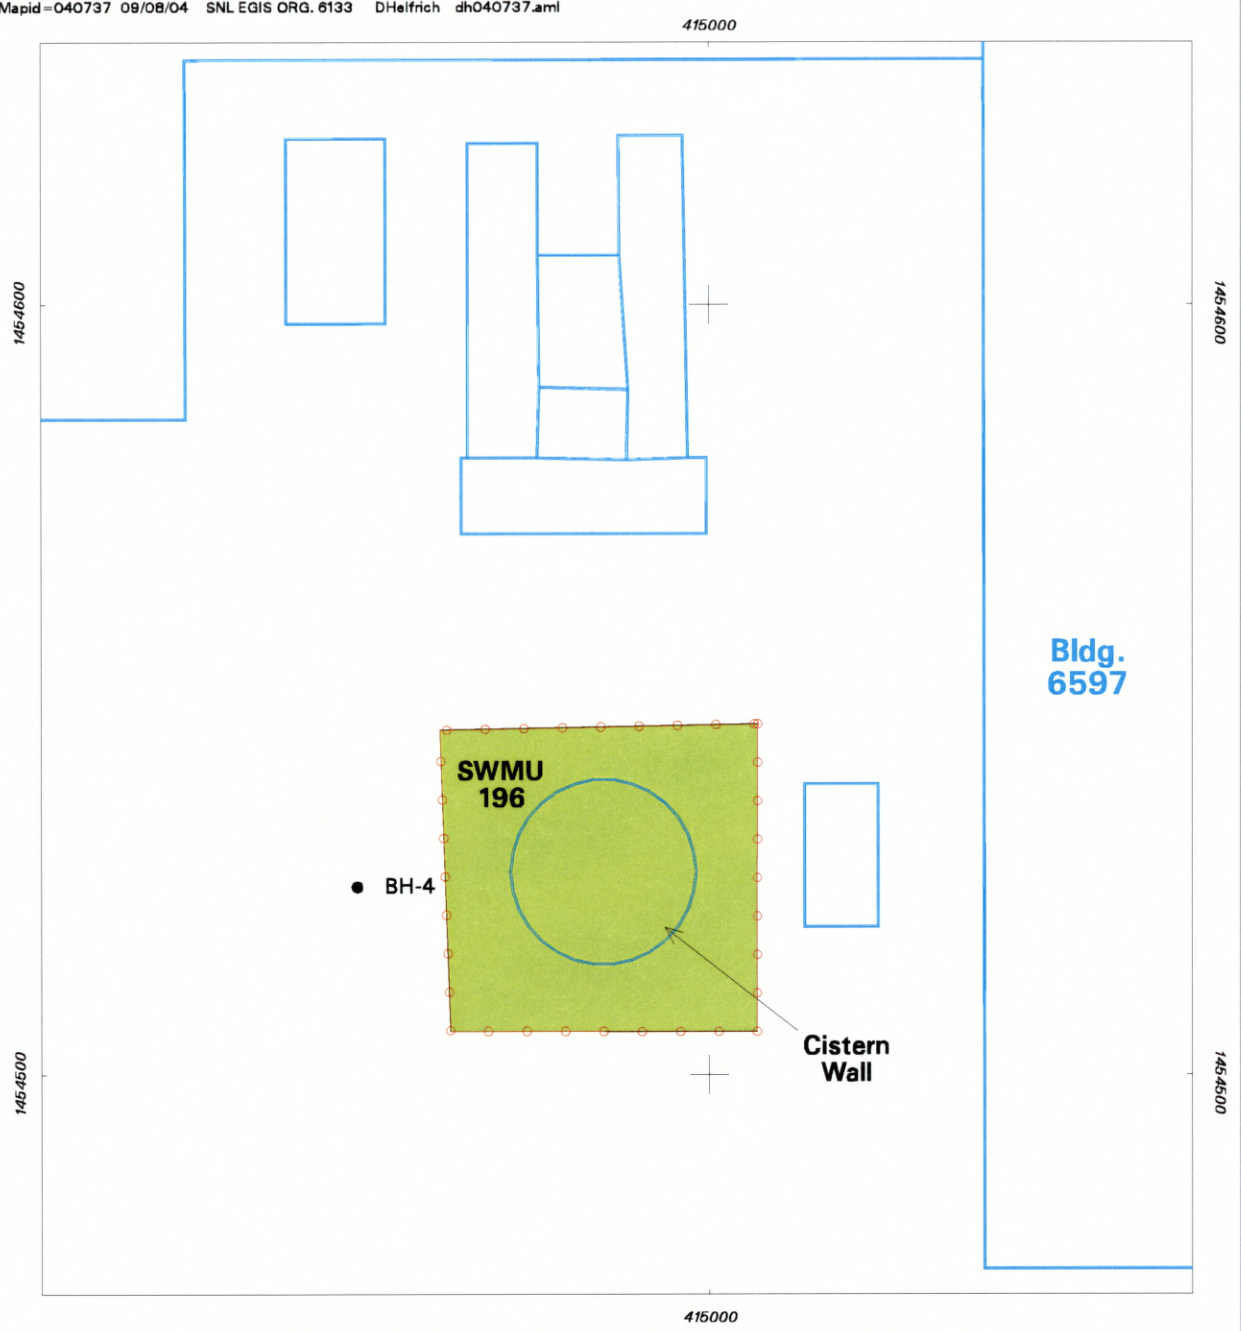 Mapid=040737 09/08/04 SNL EGIS ORG. 6133 DHelfrich dh040737.aml
415000
1454600
1454600
Bldg.
6597
SWMU
196
BH-4
Cistern
Wall
1454500
1454500
415000